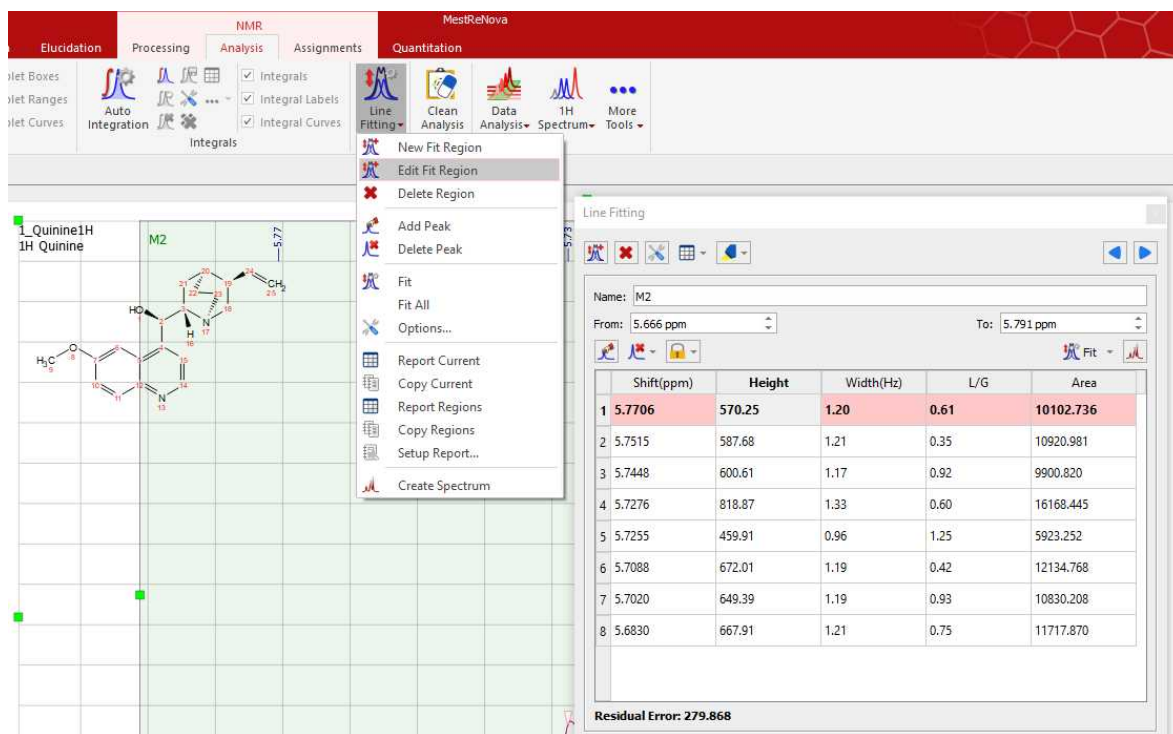 MestReNova
NMR
Elucidation Processing Analysis Assignments Quantitation
Boxes
Ranges
Curves
Auto Integration
Integrals
Integral Labels
Integral Curves
Integrals
Line Fitting
Clean Analysis
Data Analysis
1H Spectrum
More Tools
New Fit Region
Edit Fit Region
Delete Region
Add Peak
Delete Peak
Fit
Fit All
Options...
Report Current
Copy Current
Report Regions
Copy Regions
Setup Report...
Create Spectrum
1_Quinine1H
1H Quinine
M2
5.77
5.73
HO
H
N
CH2
H3C
O
N
Line Fitting
Name: M2
From: 5.666 ppm To: 5.791 ppm
Fit
Shift(ppm) Height Width(Hz) L/G Area
1 5.7706 570.25 1.20 0.61 10102.736
2 5.7515 587.68 1.21 0.35 10920.981
3 5.7448 600.61 1.17 0.92 9900.820
4 5.7276 818.87 1.33 0.60 16168.445
5 5.7255 459.91 0.96 1.25 5923.252
6 5.7088 672.01 1.19 0.42 12134.768
7 5.7020 649.39 1.19 0.93 10830.208
8 5.6830 667.91 1.21 0.75 11717.870
Residual Error: 279.868